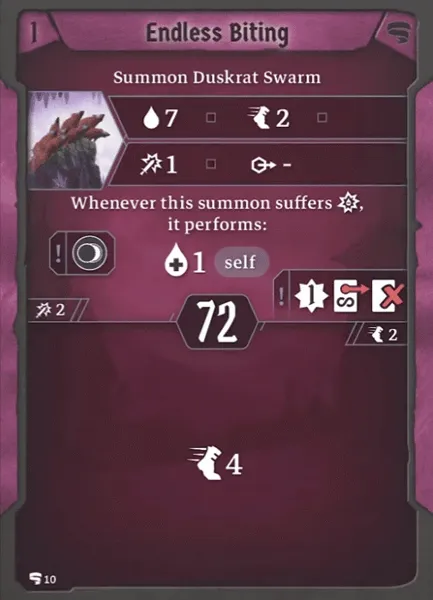 1 Endless Biting
Summon Duskrat Swarm
7 2
1 -
Whenever this summon suffers ,
it performs:
! + 1 self
! 1 S
2 72 2
4
10